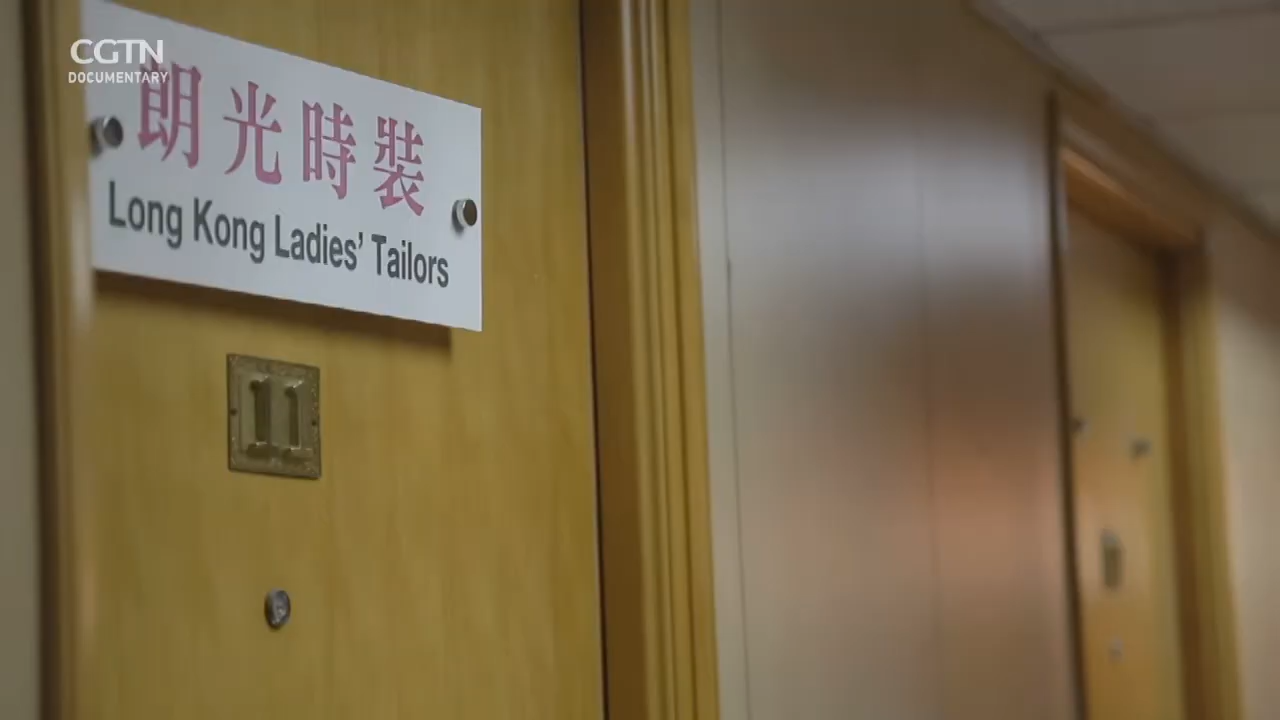 CGTN
DOCUMENTARY
朗光時裝
Long Kong Ladies' Tailors
11